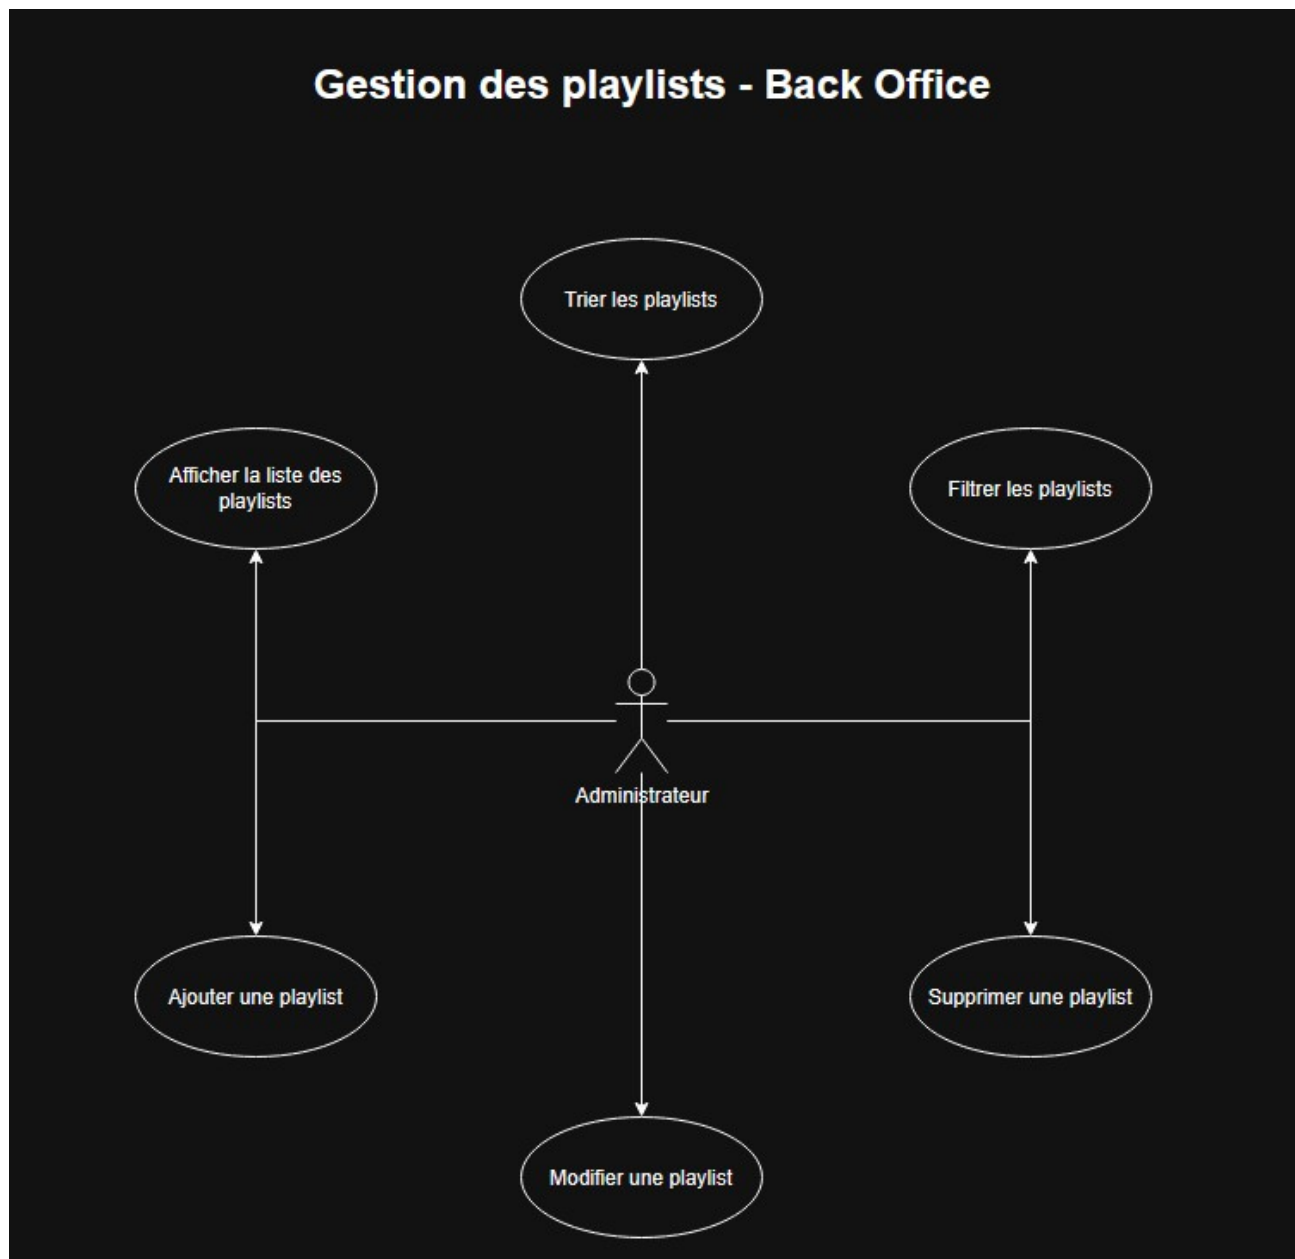 Gestion des playlists - Back Office
Trier les playlists
Afficher la liste des
playlists
Filtrer les playlists
Administrateur
Ajouter une playlist
Supprimer une playlist
Modifier une playlist